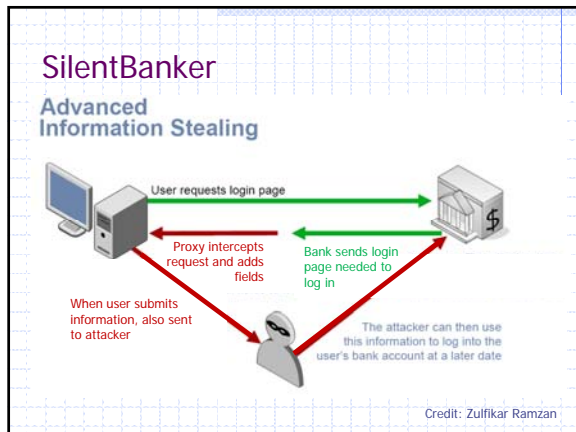 SilentBanker
Advanced
Information Stealing
User requests login page
$
Proxy intercepts
request and adds
fields
Bank sends login
page needed to
log in
When user submits
information, also sent
to attacker
The attacker can then use
this information to log into the
user's bank account at a later date
Credit: Zulfikar Ramzan